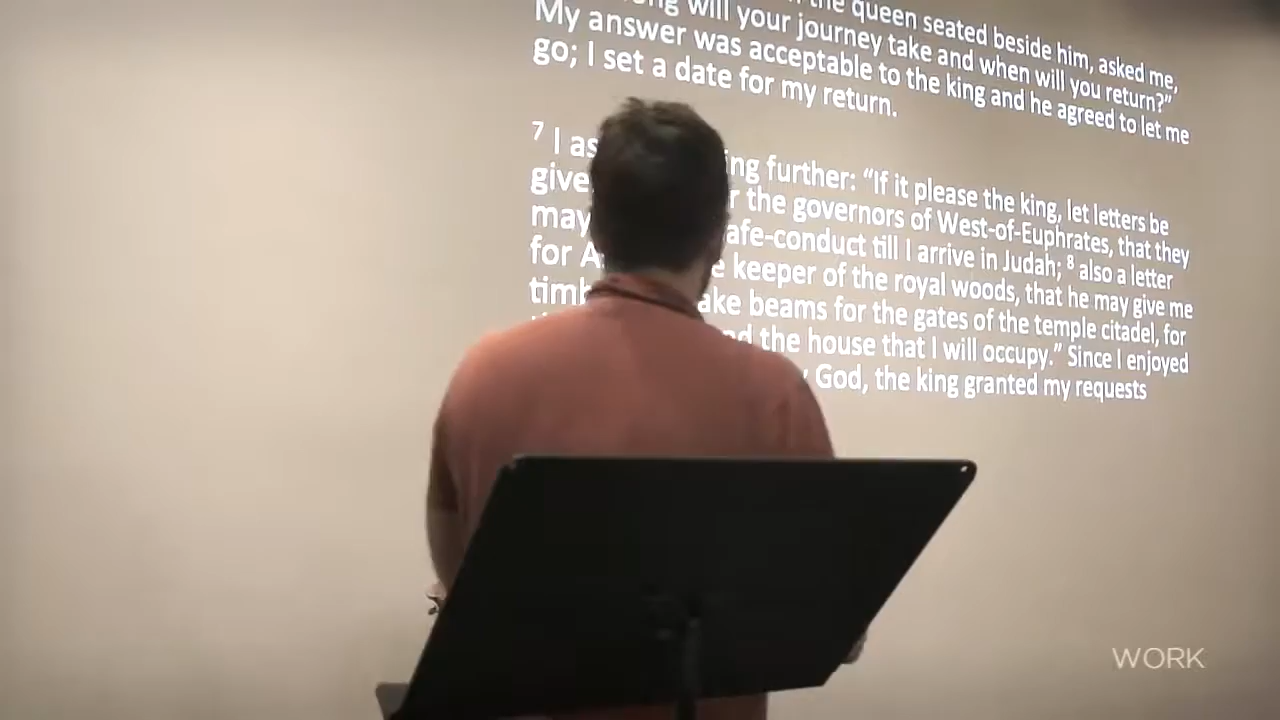 the queen seated beside him, asked me,
will your journey take and when will you return?”
My answer was acceptable to the king and he agreed to let me
go; I set a date for my return.
7 I as ing further: “If it please the king, let letters be
give r the governors of West-of-Euphrates, that they
may afe-conduct till I arrive in Judah; 8 also a letter
for A e keeper of the royal woods, that he may give me
timb ake beams for the gates of the temple citadel, for
d the house that I will occupy.” Since I enjoyed
God, the king granted my requests
WORK